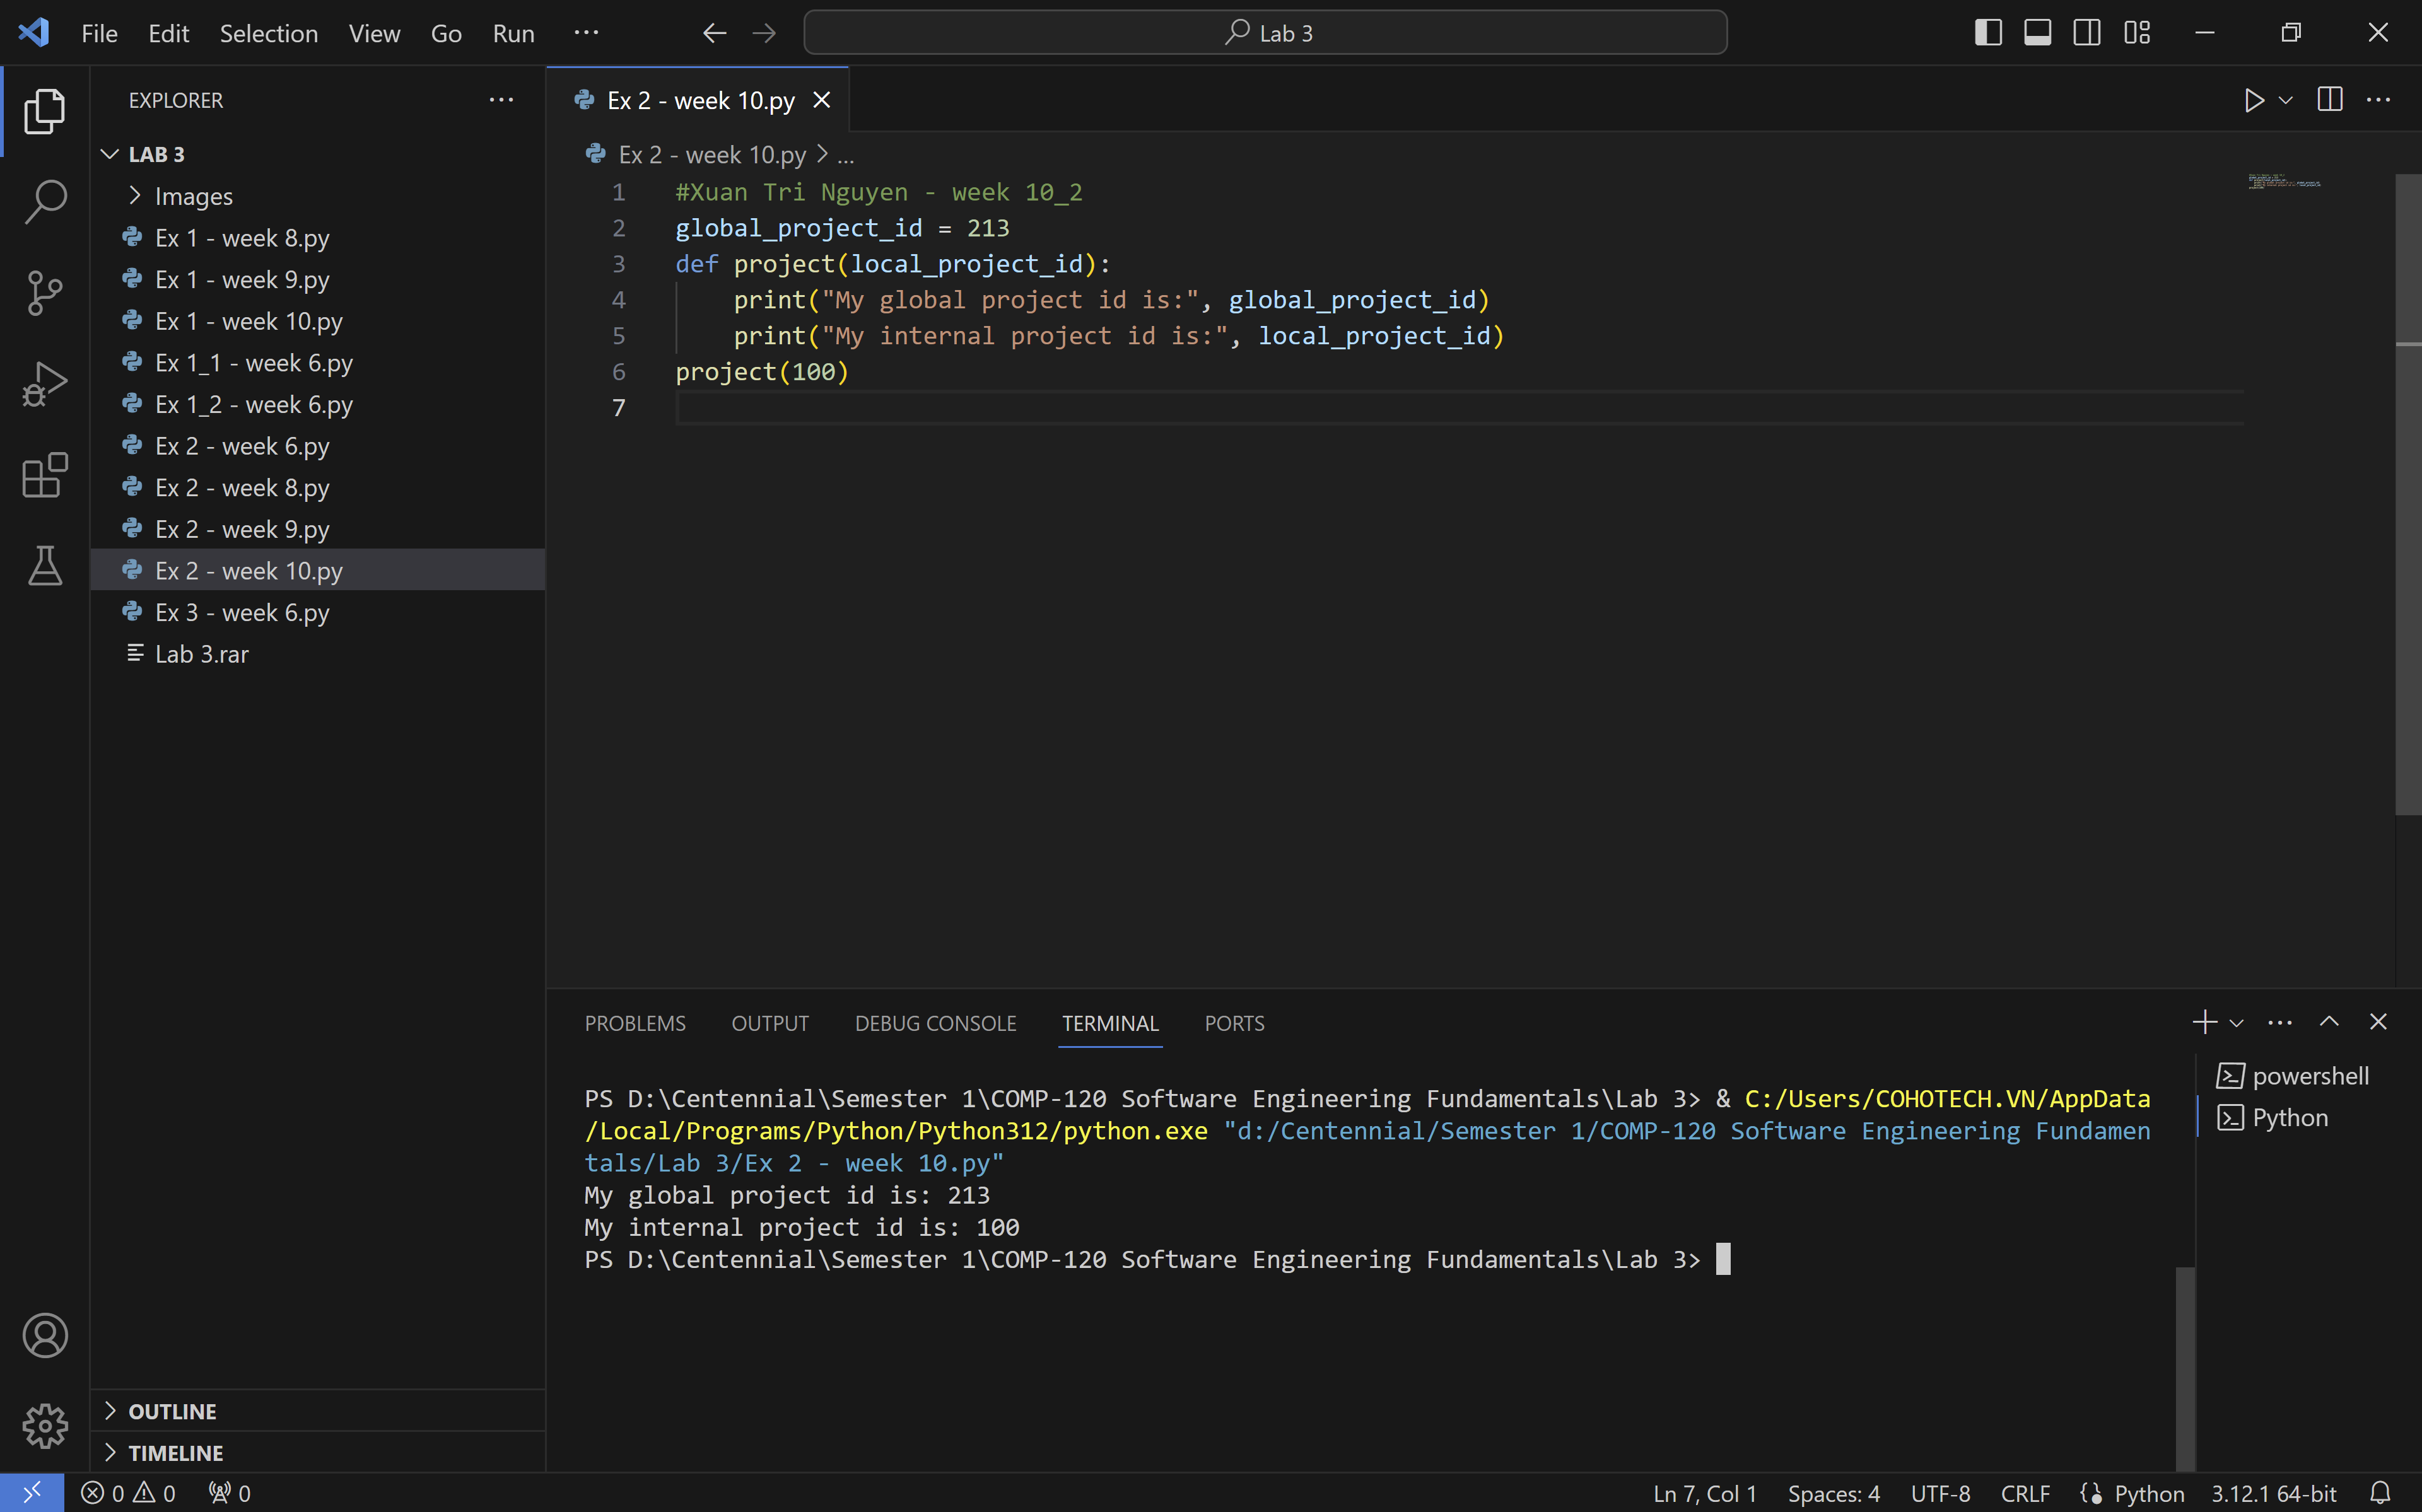 File Edit Selection View Go Run ... Lab 3
EXPLORER
LAB 3
Images
Ex 1 - week 8.py
Ex 1 - week 9.py
Ex 1 - week 10.py
Ex 1_1 - week 6.py
Ex 1_2 - week 6.py
Ex 2 - week 6.py
Ex 2 - week 8.py
Ex 2 - week 9.py
Ex 2 - week 10.py
Ex 3 - week 6.py
Lab 3.rar
OUTLINE
TIMELINE
Ex 2 - week 10.py
Ex 2 - week 10.py > ...
1 #Xuan Tri Nguyen - week 10_2
2 global_project_id = 213
3 def project(local_project_id):
4 print("My global project id is:", global_project_id)
5 print("My internal project id is:", local_project_id)
6 project(100)
7
PROBLEMS OUTPUT DEBUG CONSOLE TERMINAL PORTS
PS D:\Centennial\Semester 1\COMP-120 Software Engineering Fundamentals\Lab 3> & C:/Users/COHOTECH.VN/AppData
/Local/Programs/Python/Python312/python.exe "d:/Centennial/Semester 1/COMP-120 Software Engineering Fundamen
tals/Lab 3/Ex 2 - week 10.py"
My global project id is: 213
My internal project id is: 100
PS D:\Centennial\Semester 1\COMP-120 Software Engineering Fundamentals\Lab 3>
powershell
Python
0 0 0 Ln 7, Col 1 Spaces: 4 UTF-8 CRLF Python 3.12.1 64-bit